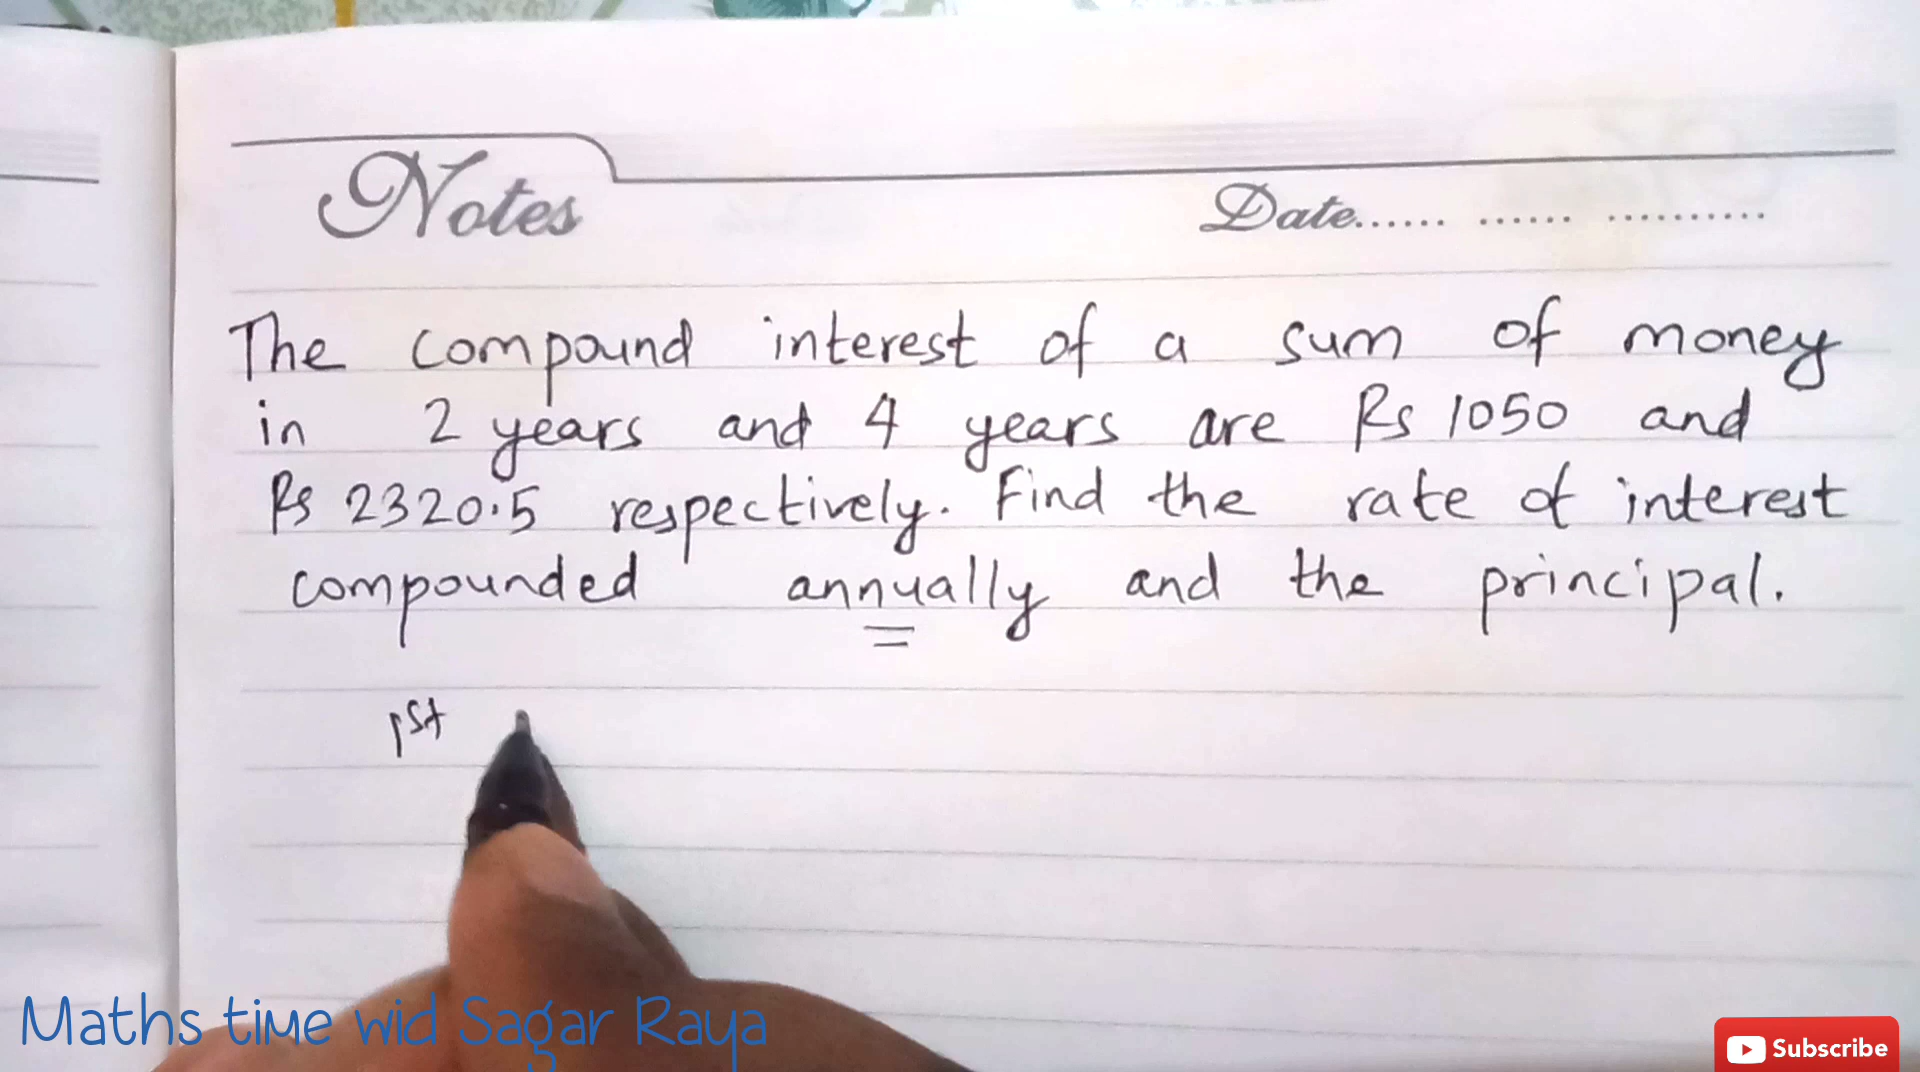 Notes
Date...... ...... ..........
The compound interest of a sum of money
in 2 years and 4 years are Rs 1050 and
Rs 2320.5 respectively. Find the rate of interest
compounded annually and the principal.
1st
Maths time wid Sagar Raya
Subscribe